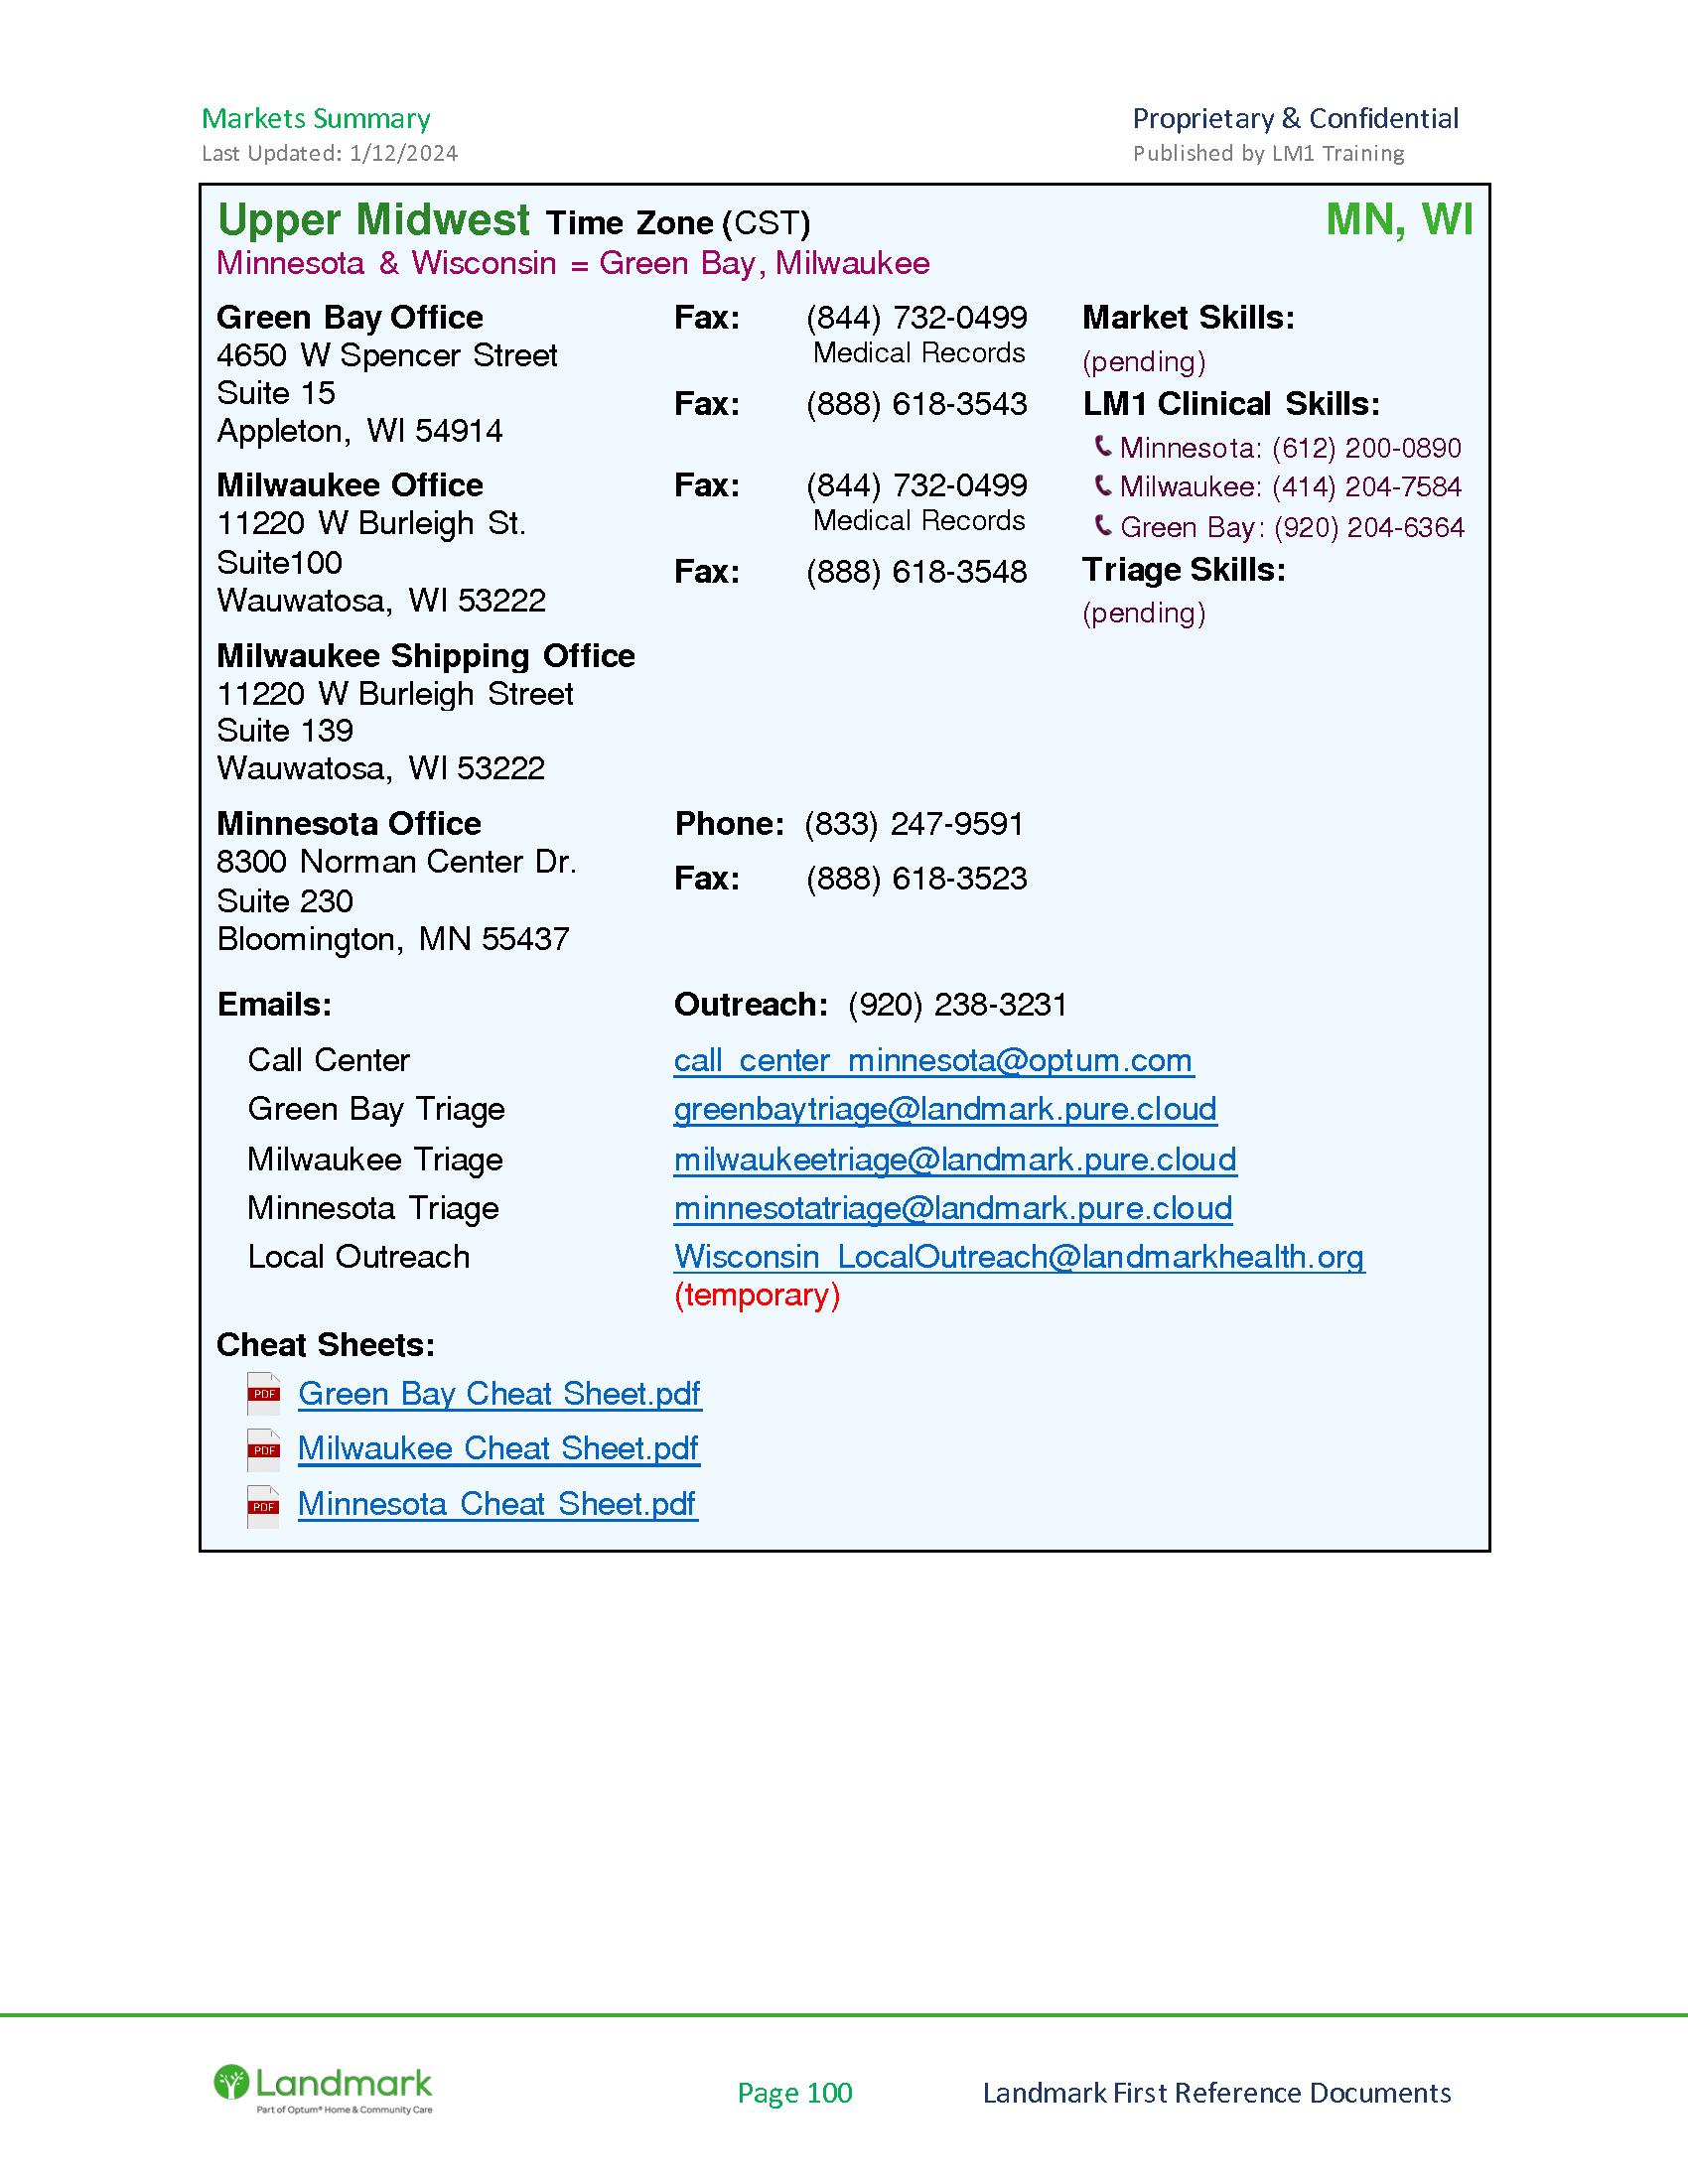 Markets Summary
Last Updated: 1/12/2024
Proprietary & Confidential
Published by LM1 Training
Upper Midwest Time Zone (CST)
MN, WI
Minnesota & Wisconsin = Green Bay, Milwaukee
Green Bay Office
4650 W Spencer Street
Suite 15
Appleton, WI 54914
Fax: (844) 732-0499
Medical Records
Fax: (888) 618-3543
Milwaukee Office
11220 W Burleigh St.
Suite100
Wauwatosa, WI 53222
Fax: (844) 732-0499
Medical Records
Fax: (888) 618-3548
Market Skills:
(pending)
LM1 Clinical Skills:
Minnesota: (612) 200-0890
Milwaukee: (414) 204-7584
Green Bay: (920) 204-6364
Triage Skills:
(pending)
Milwaukee Shipping Office
11220 W Burleigh Street
Suite 139
Wauwatosa, WI 53222
Minnesota Office
8300 Norman Center Dr.
Suite 230
Bloomington, MN 55437
Phone: (833) 247-9591
Fax: (888) 618-3523
Emails:
Outreach: (920) 238-3231
Call Center call_center_minnesota@optum.com
Green Bay Triage greenbaytriage@landmark.pure.cloud
Milwaukee Triage milwaukeetriage@landmark.pure.cloud
Minnesota Triage minnesotatriage@landmark.pure.cloud
Local Outreach Wisconsin_LocalOutreach@landmarkhealth.org
(temporary)
Cheat Sheets:
PDF Green Bay Cheat Sheet.pdf
PDF Milwaukee Cheat Sheet.pdf
PDF Minnesota Cheat Sheet.pdf
Landmark
Part of Optum® Home & Community Care
Page 100
Landmark First Reference Documents